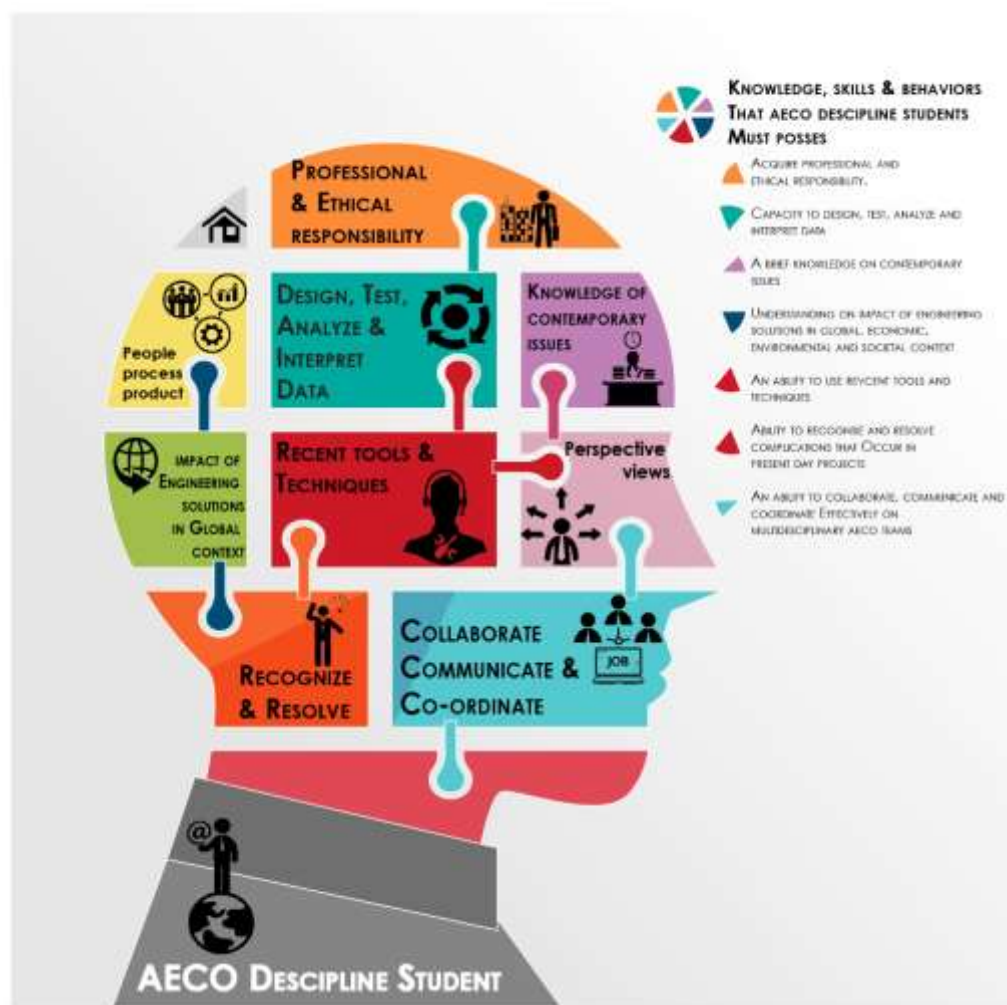 KNOWLEDGE, SKILLS & BEHAVIORS
THAT AECO DESCIPLINE STUDENTS
MUST POSSES
ACQUIRE PROFESSIONAL AND
ETHICAL RESPONSIBILITY.
CAPACITY TO DESIGN, TEST, ANALYZE AND
INTERPRET DATA
A BRIEF KNOWLEDGE ON CONTEMPORARY
ISSUES
UNDERSTANDING ON IMPACT OF ENGINEERING
SOLUTIONS IN GLOBAL, ECONOMIC,
ENVIRONMENTAL AND SOCIETAL CONTEXT
AN ABILITY TO USE REVCENT TOOLS AND
TECHNIQUES
ABILITY TO RECOGNISE AND RESOLVE
COMPLICATIONS THAT OCCUR IN
PRESENT DAY PROJECTS
AN ABILITY TO COLLABORATE, COMMUNICATE AND
COORDINATE EFFECTIVELY ON
MULTIDISCIPLINARY AECO TEAMS
PROFESSIONAL
& ETHICAL
RESPONSIBILITY
People
process
product
DESIGN, TEST,
ANALYZE &
INTERPRET
DATA
KNOWLEDGE OF
CONTEMPORARY
ISSUES
IMPACT OF
ENGINEERING
SOLUTIONS
IN GLOBAL
CONTEXT
RECENT TOOLS &
TECHNIQUES
Perspective
views
RECOGNIZE
& RESOLVE
COLLABORATE
COMMUNICATE &
CO-ORDINATE
JOB
@
AECO DESCIPLINE STUDENT